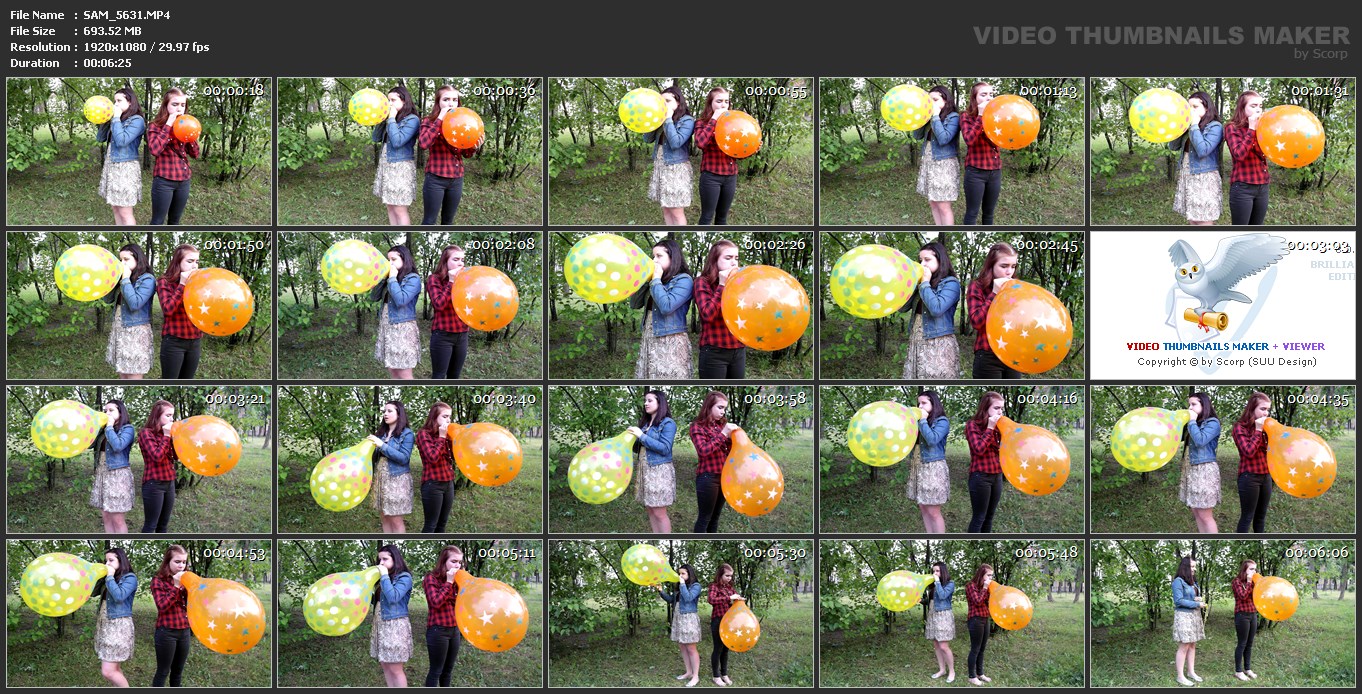 File Name : SAM_5631.MP4
File Size : 693.52 MB
Resolution : 1920x1080 / 29.97 fps
Duration : 00:06:25
VIDEO THUMBNAILS MAKER
by Scorp
00:00:18
00:00:36
00:00:55
00:01:13
00:01:31
00:01:50
00:02:08
00:02:26
00:02:45
00:03:03
BRILLIA
EDIT
VIDEO THUMBNAILS MAKER + VIEWER
Copyright © by Scorp (SUU Design)
00:03:21
00:03:40
00:03:58
00:04:16
00:04:35
00:04:53
00:05:11
00:05:30
00:05:48
00:06:06